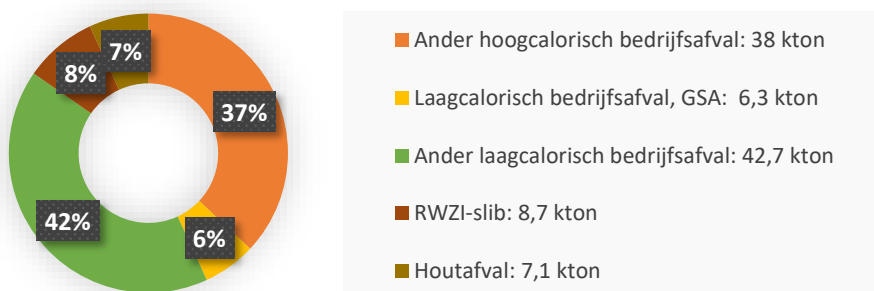 7%
8%
37%
42%
6%
Ander hoogcalorisch bedrijfsafval: 38 kton
Laagcalorisch bedrijfsafval, GSA:  6,3 kton
Ander laagcalorisch bedrijfsafval: 42,7 kton
RWZI-slib: 8,7 kton
Houtafval: 7,1 kton